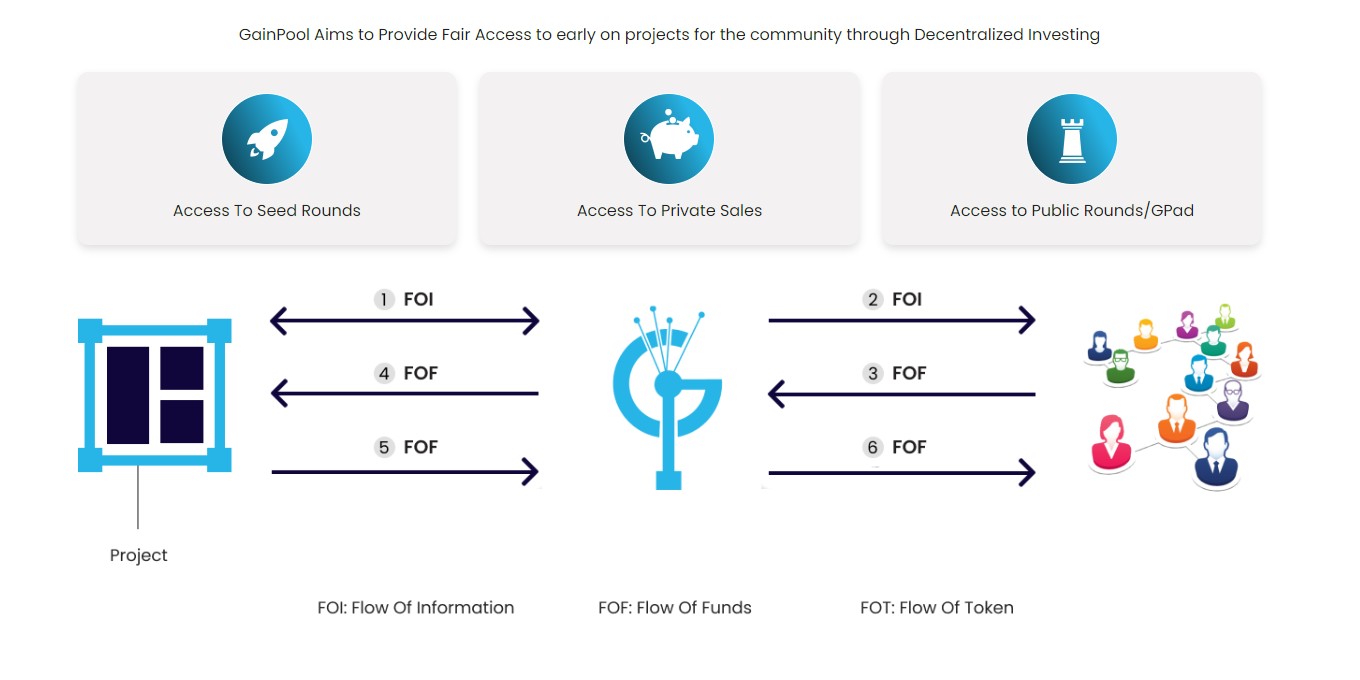 GainPool Aims to Provide Fair Access to early on projects for the community through Decentralized Investing
Access To Seed Rounds
Access To Private Sales
Access to Public Rounds/GPad
1 FOI
2 FOI
4 FOF
3 FOF
5 FOF
6 FOF
Project
FOI: Flow Of Information
FOF: Flow Of Funds
FOT: Flow Of Token